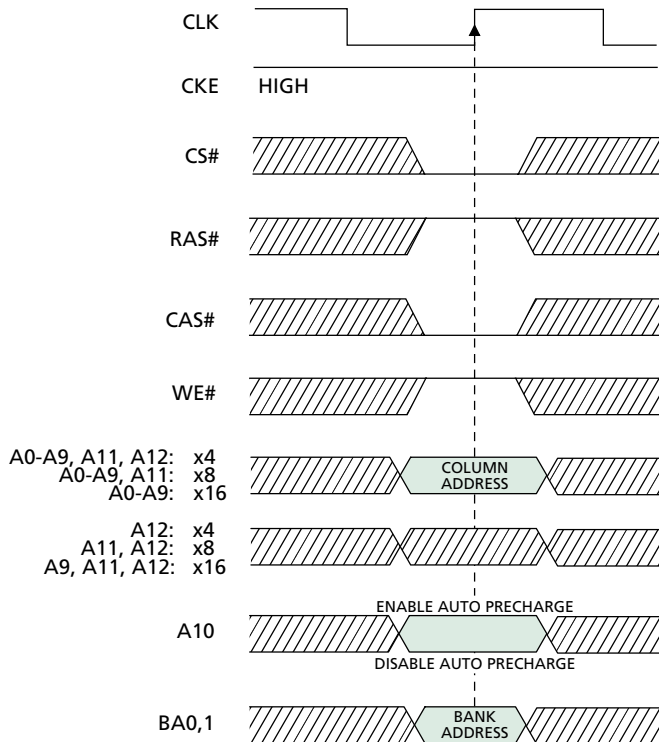 CLK
CKE HIGH
CS#
RAS#
CAS#
WE#
A0-A9, A11, A12: x4
A0-A9, A11: x8
A0-A9: x16
COLUMN
ADDRESS
A12: x4
A11, A12: x8
A9, A11, A12: x16
ENABLE AUTO PRECHARGE
A10
DISABLE AUTO PRECHARGE
BA0,1
BANK
ADDRESS